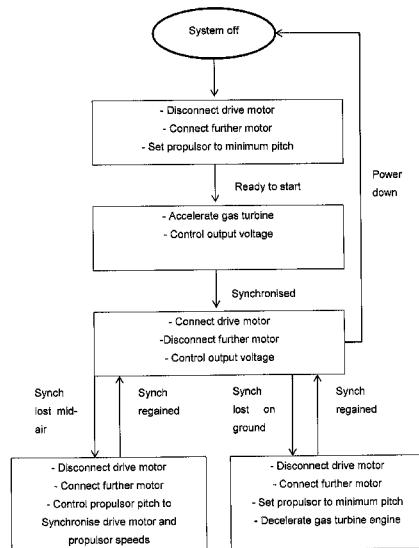 System off
- Disconnect drive motor
- Connect further motor
- Set propulsor to minimum pitch
Power
down
Ready to start
- Accelerate gas turbine
- Control output voltage
Synchronised
- Connect drive motor
-Disconnect further motor
- Control output voltage
Synch
lost mid-
air
Synch
regained
Synch
lost on
ground
Synch
regained
- Disconnect drive motor
- Connect further motor
- Control propulsor pitch to
Synchronise drive motor and
propulsor speeds
- Disconnect drive motor
- Connect further motor
- Set propulsor to minimum pitch
- Decelerate gas turbine engine